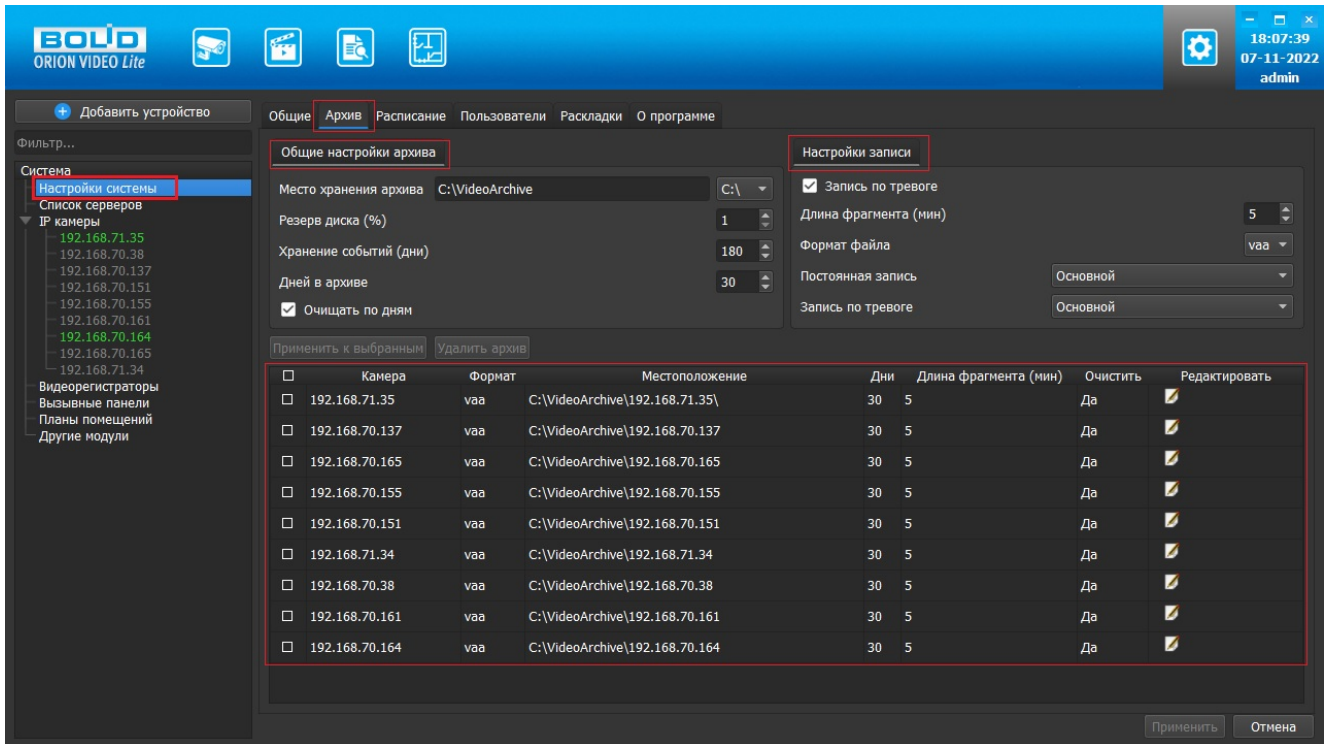 BOLID
ORION VIDEO Lite
18:07:39
07-11-2022
admin
Добавить устройство
Фильтр...
Система
Настройки системы
Список серверов
IP камеры
192.168.71.35
192.168.70.38
192.168.70.137
192.168.70.151
192.168.70.155
192.168.70.161
192.168.70.164
192.168.70.165
192.168.71.34
Видеорегистраторы
Вызывные панели
Планы помещений
Другие модули
Общие Архив Расписание Пользователи Раскладки О программе
Общие настройки архива
Место хранения архива C:\VideoArchive C:\
Резерв диска (%) 1
Хранение событий (дни) 180
Дней в архиве 30
Очищать по дням
Настройки записи
Запись по тревоге
Длина фрагмента (мин) 5
Формат файла vaa
Постоянная запись Основной
Запись по тревоге Основной
Применить к выбранным Удалить архив
Камера Формат Местоположение Дни Длина фрагмента (мин) Очистить Редактировать
192.168.71.35 vaa C:\VideoArchive\192.168.71.35\ 30 5 Да
192.168.70.137 vaa C:\VideoArchive\192.168.70.137 30 5 Да
192.168.70.165 vaa C:\VideoArchive\192.168.70.165 30 5 Да
192.168.70.155 vaa C:\VideoArchive\192.168.70.155 30 5 Да
192.168.70.151 vaa C:\VideoArchive\192.168.70.151 30 5 Да
192.168.71.34 vaa C:\VideoArchive\192.168.71.34 30 5 Да
192.168.70.38 vaa C:\VideoArchive\192.168.70.38 30 5 Да
192.168.70.161 vaa C:\VideoArchive\192.168.70.161 30 5 Да
192.168.70.164 vaa C:\VideoArchive\192.168.70.164 30 5 Да
Применить Отмена